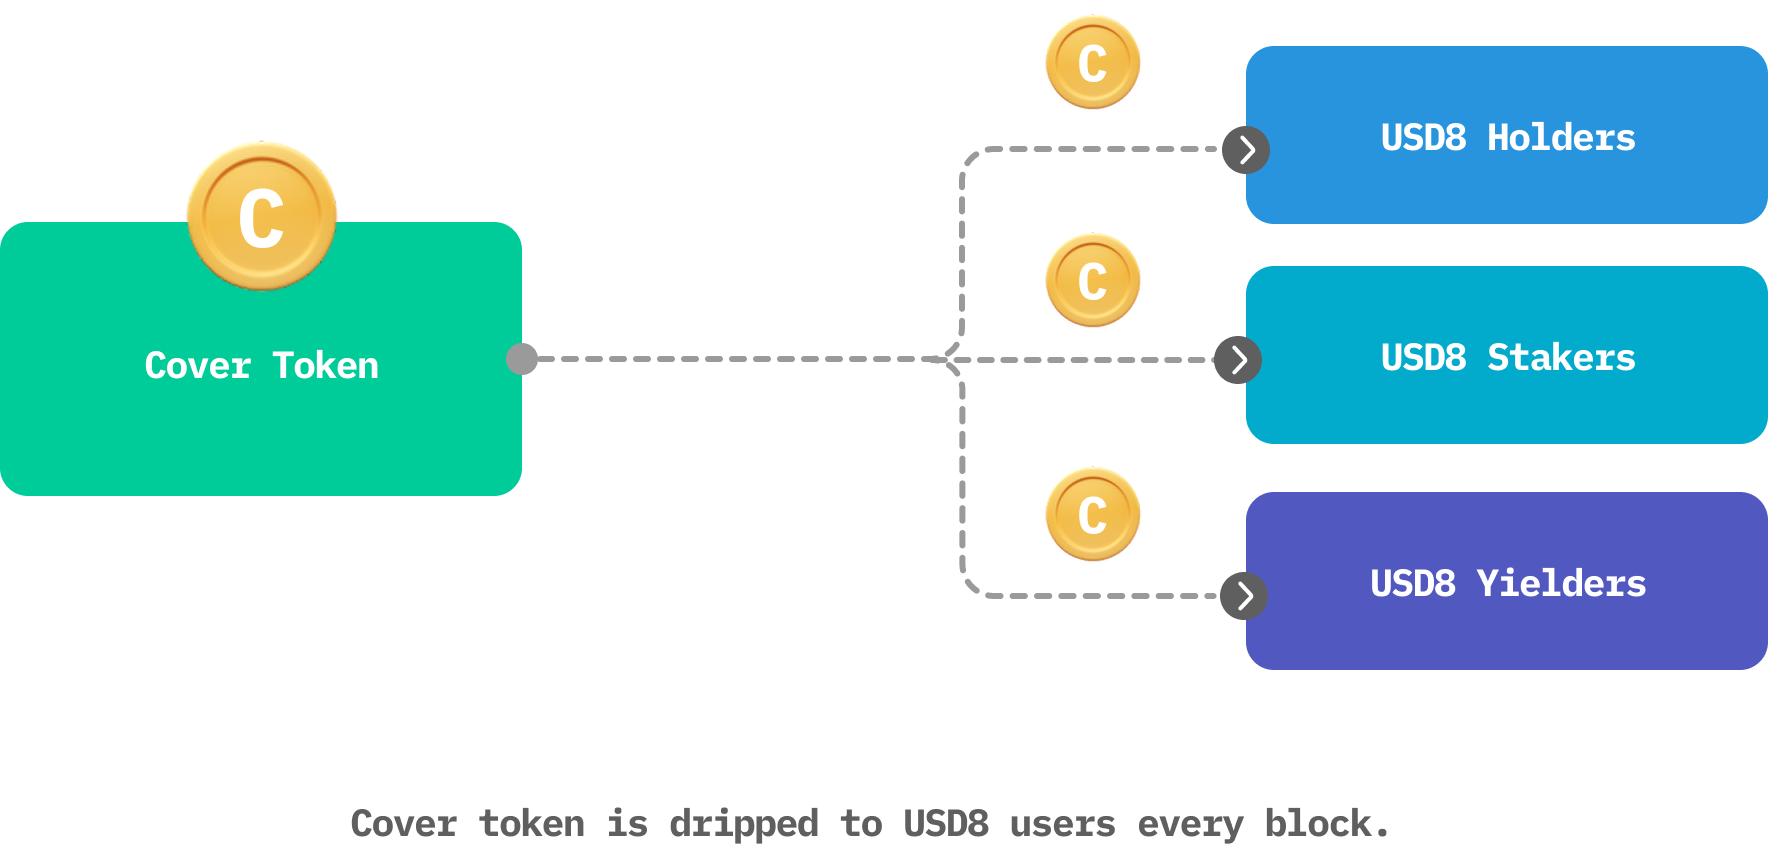 C
C
USD8 Holders
Cover Token
C
USD8 Stakers
C
USD8 Yielders
Cover token is dripped to USD8 users every block.